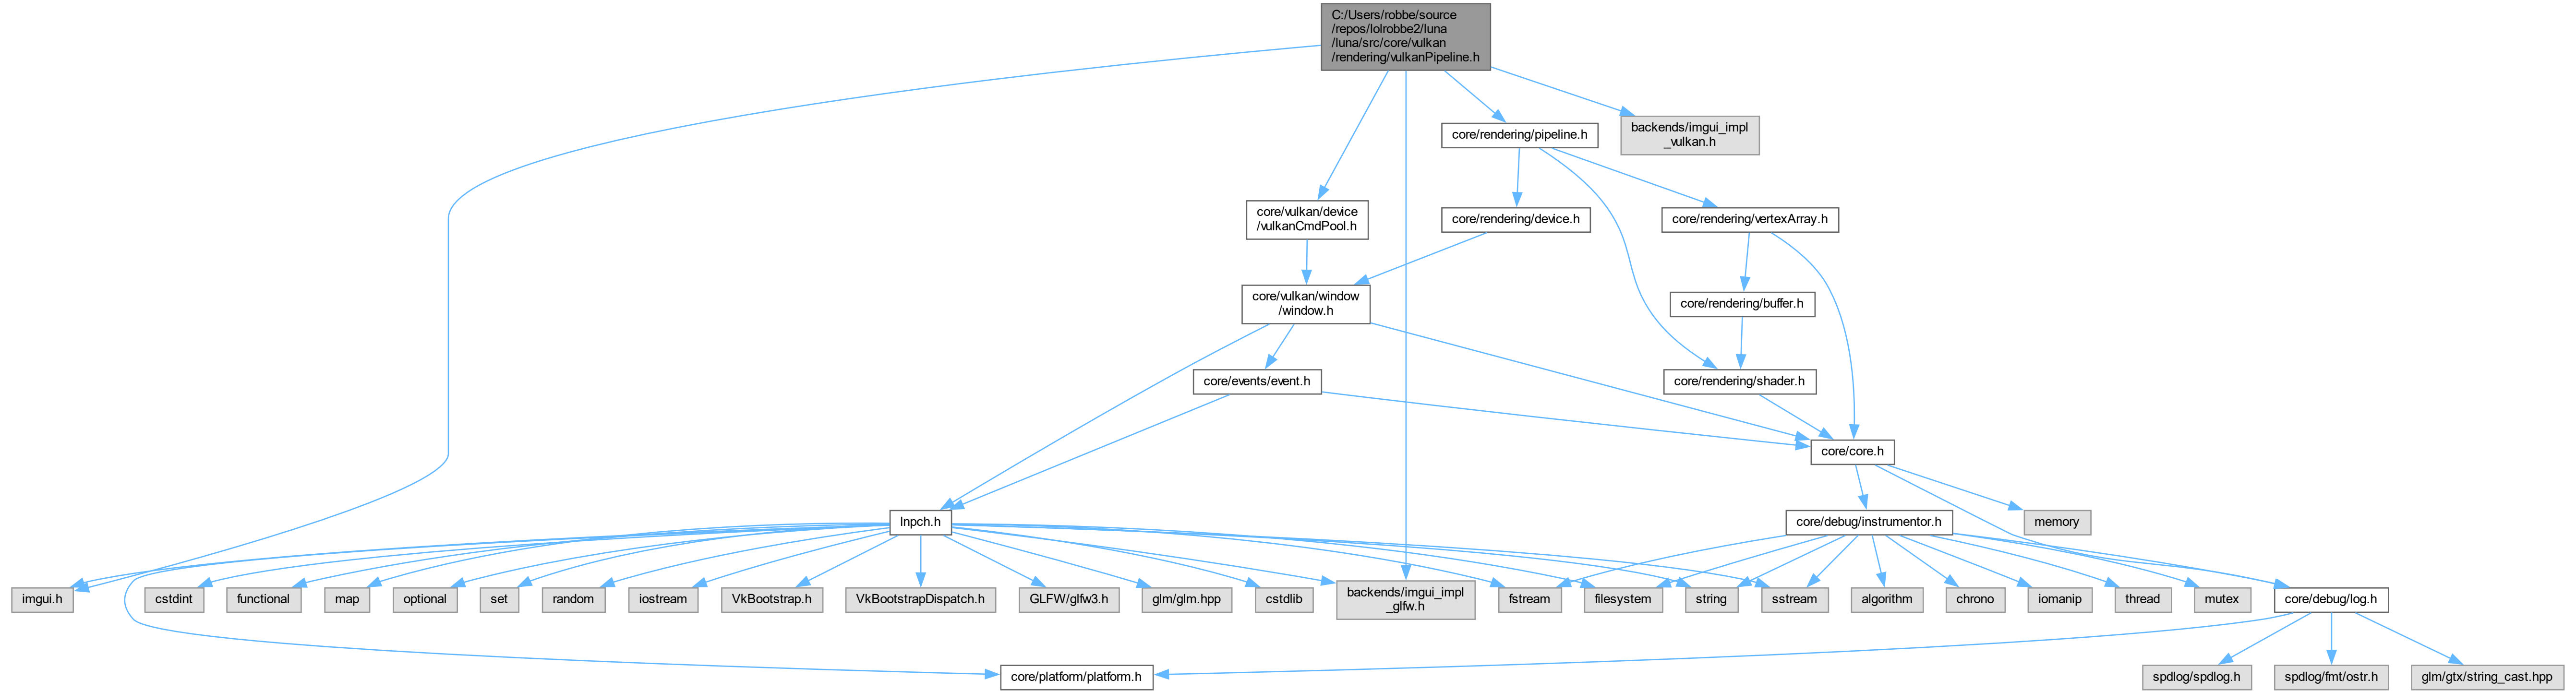 C:/Users/robbe/source
/repos/lolrobbe2/luna
/luna/src/core/vulkan
/rendering/vulkanPipeline.h
core/rendering/pipeline.h
backends/imgui_impl
_vulkan.h
core/vulkan/device
/vulkanCmdPool.h
core/rendering/device.h
core/rendering/vertexArray.h
core/vulkan/window
/window.h
core/rendering/buffer.h
core/events/event.h
core/rendering/shader.h
core/core.h
lnpch.h
core/debug/instrumentor.h
memory
imgui.h
cstdint
functional
map
optional
set
random
iostream
VkBootstrap.h
VkBootstrapDispatch.h
GLFW/glfw3.h
glm/glm.hpp
cstdlib
backends/imgui_impl
_glfw.h
fstream
filesystem
string
sstream
algorithm
chrono
iomanip
thread
mutex
core/debug/log.h
core/platform/platform.h
spdlog/spdlog.h
spdlog/fmt/ostr.h
glm/gtx/string_cast.hpp